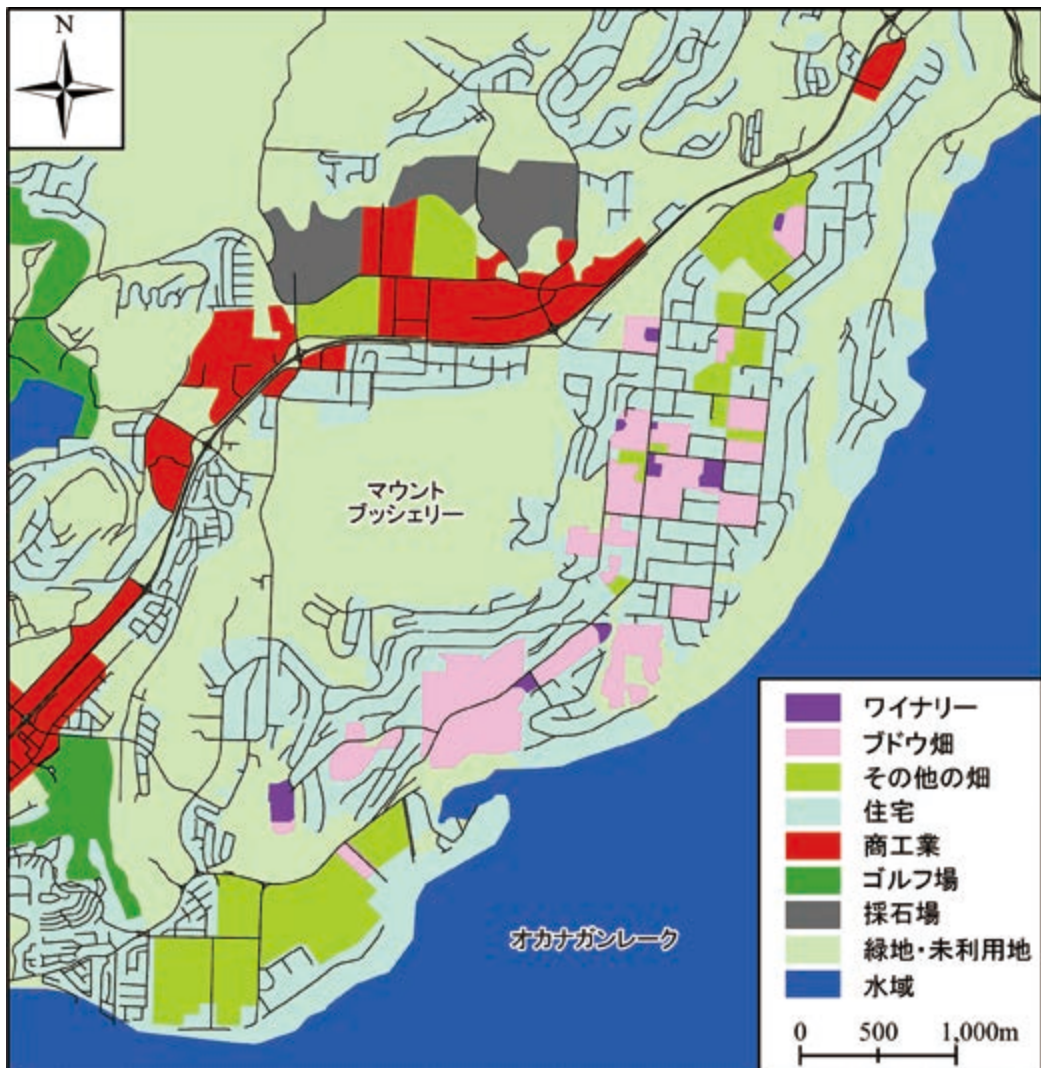 N
マウント
ブッシェリー
オカナガンレーク
ワイナリー
ブドウ畑
その他の畑
住宅
商工業
ゴルフ場
採石場
緑地・未利用地
水域
0 500 1,000m